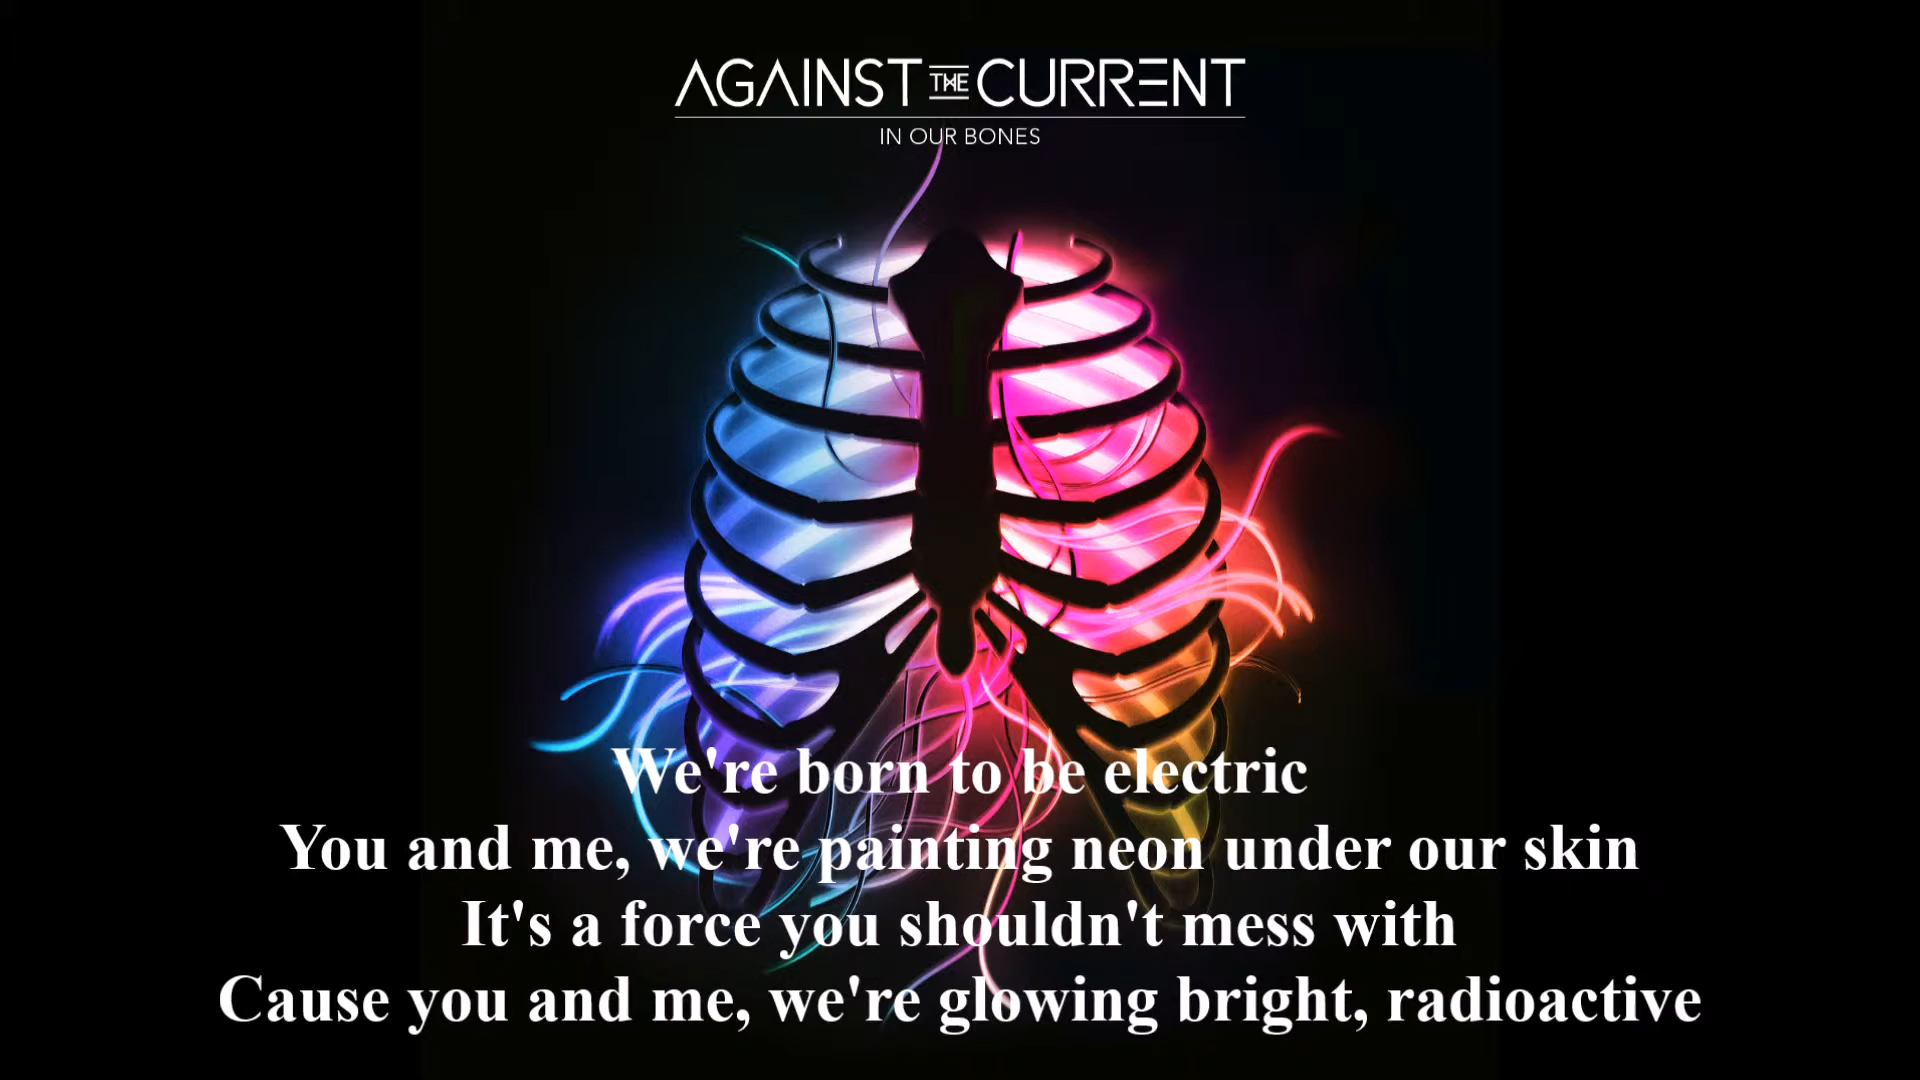 AGAINST THE CURRENT
IN OUR BONES
We're born to be electric
You and me, we're painting neon under our skin
It's a force you shouldn't mess with
Cause you and me, we're glowing bright, radioactive